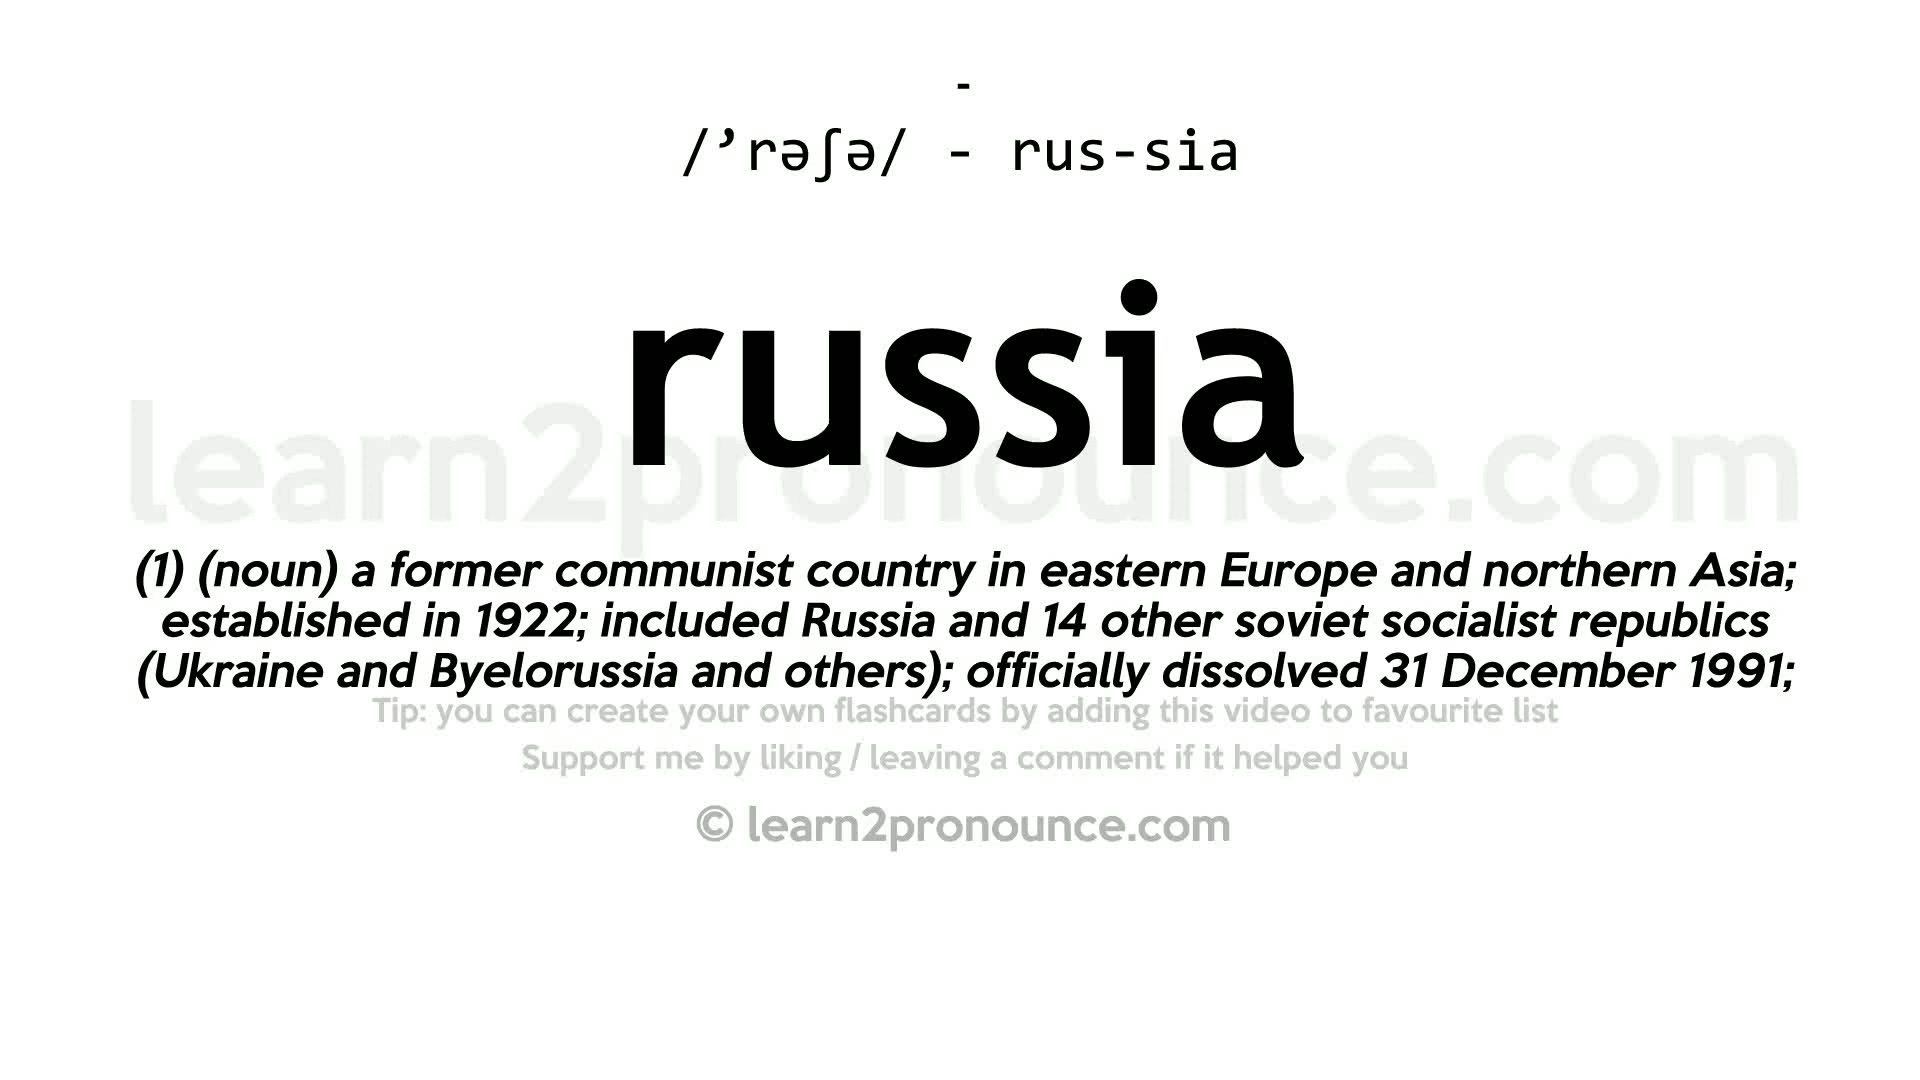 -
/’rəʃə/ - rus-sia
russia
learn2pronounce.com
(1) (noun) a former communist country in eastern Europe and northern Asia;
established in 1922; included Russia and 14 other soviet socialist republics
(Ukraine and Byelorussia and others); officially dissolved 31 December 1991;
Tip: you can create your own flashcards by adding this video to favourite list
Support me by liking / leaving a comment if it helped you
© learn2pronounce.com